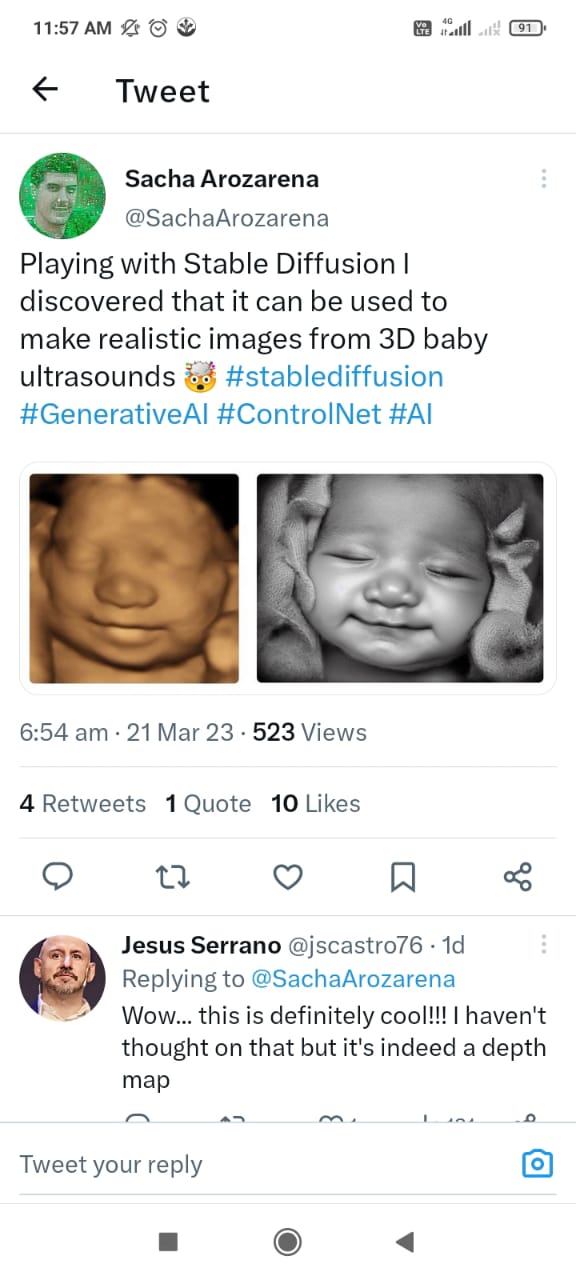 11:57 AM
Vo
LTE
4G
91
Tweet
Sacha Arozarena
@SachaArozarena
Playing with Stable Diffusion I
discovered that it can be used to
make realistic images from 3D baby
ultrasounds 🤯 #stablediffusion
#GenerativeAI #ControlNet #AI
6:54 am · 21 Mar 23 · 523 Views
4 Retweets 1 Quote 10 Likes
Jesus Serrano @jscastro76 · 1d
Replying to @SachaArozarena
Wow... this is definitely cool!!! I haven't
thought on that but it's indeed a depth
map
Tweet your reply